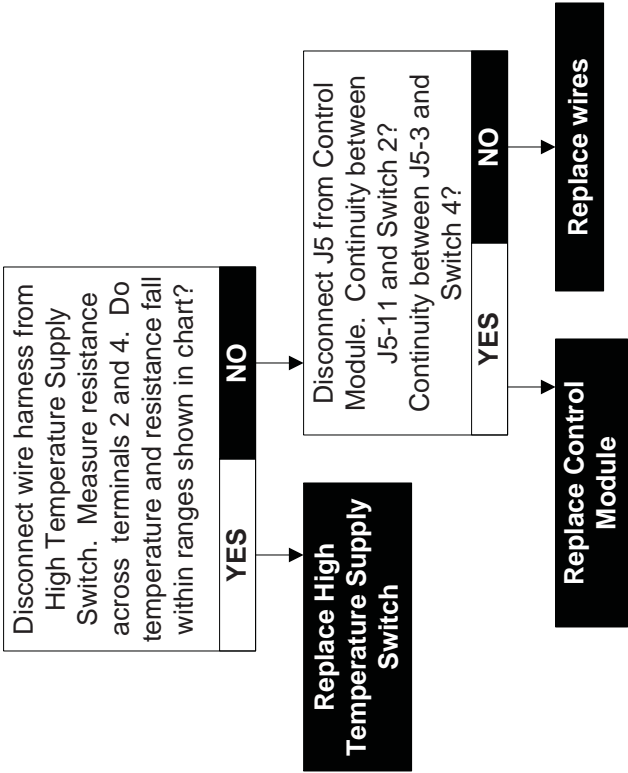 Disconnect wire harness from
High Temperature Supply
Switch. Measure resistance
across terminals 2 and 4. Do
temperature and resistance fall
within ranges shown in chart?
YES
NO
Replace High
Temperature Supply
Switch
Disconnect J5 from Control
Module. Continuity between
J5-11 and Switch 2?
Continuity between J5-3 and
Switch 4?
YES
NO
Replace Control
Module
Replace wires